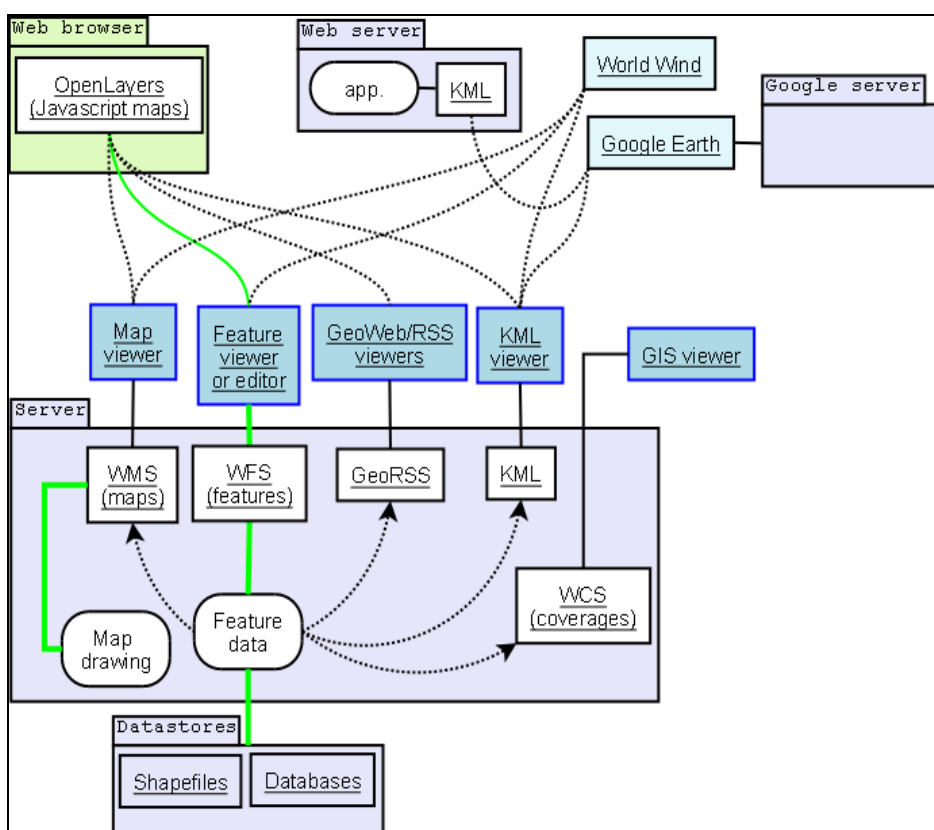 Web browser
OpenLayers
(Javascript maps)
Web server
app.
KML
World Wind
Google server
Google Earth
Map
viewer
Feature
viewer
or editor
GeoWeb/RSS
viewers
KML
viewer
GIS viewer
Server
WMS
(maps)
WFS
(features)
GeoRSS
KML
WCS
(coverages)
Map
drawing
Feature
data
Datastores
Shapefiles
Databases